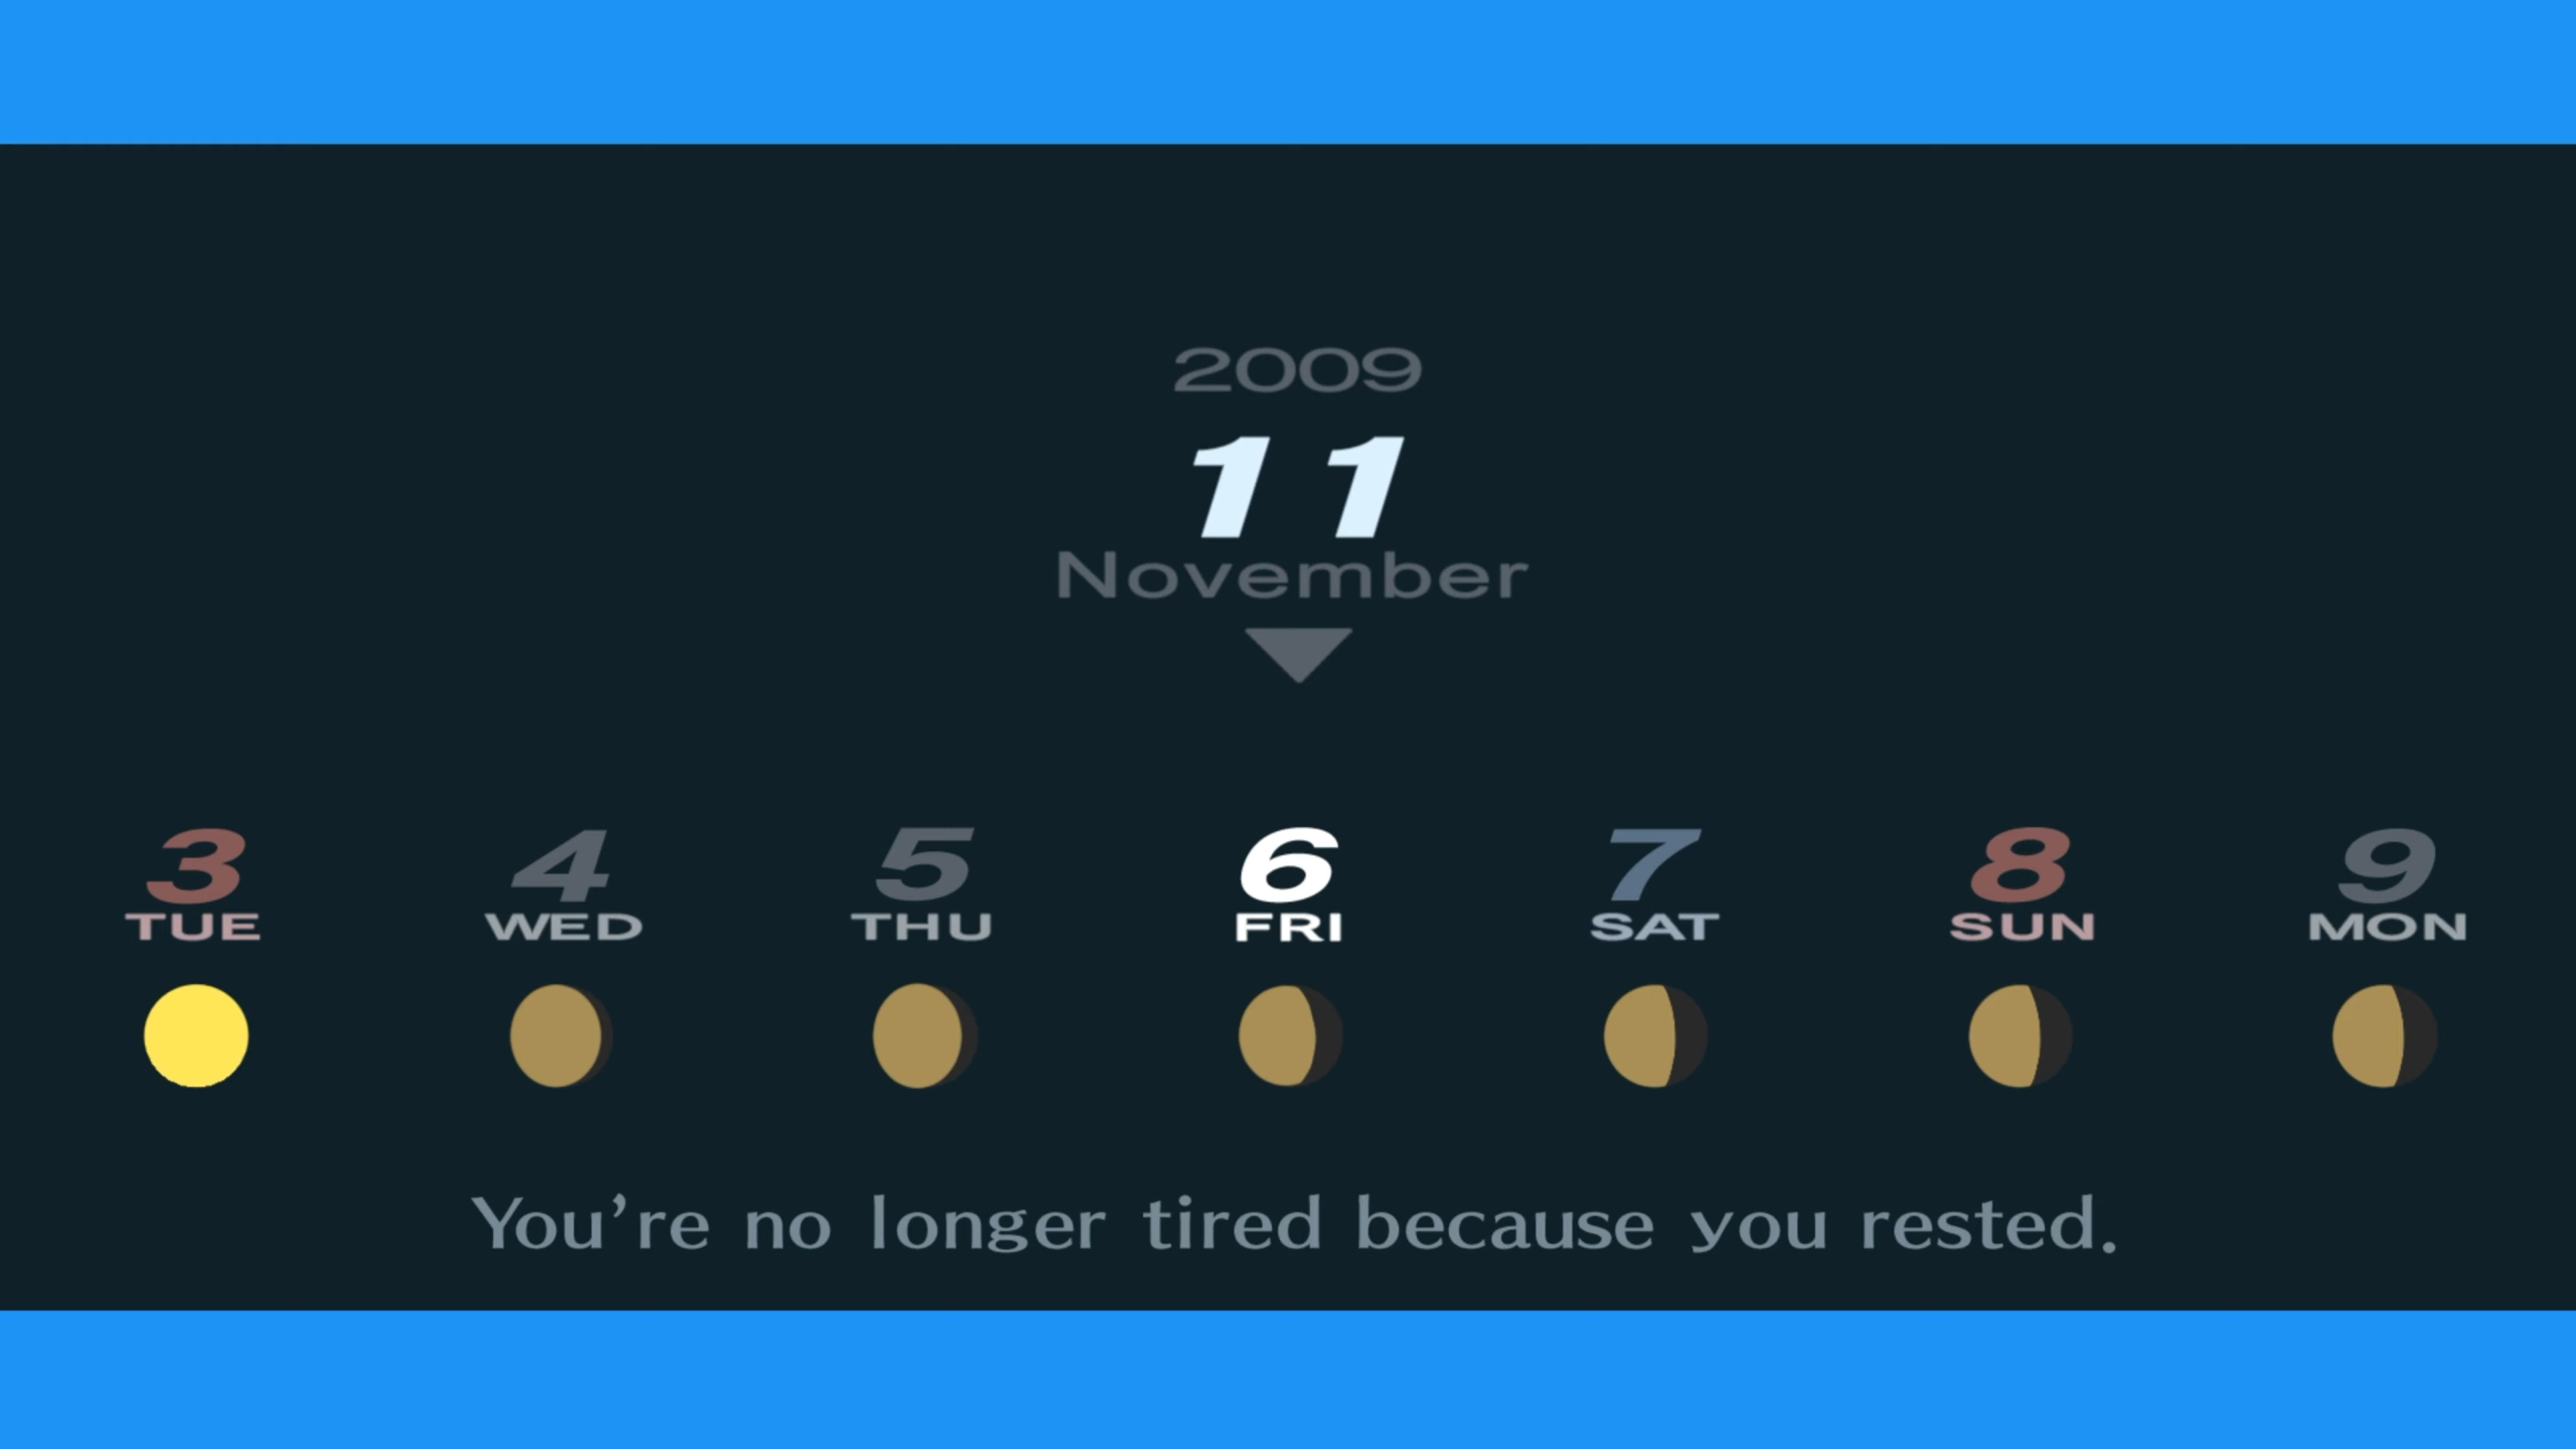 2009
11
November
3 4 5 6 7 8 9
TUE WED THU FRI SAT SUN MON
You’re no longer tired because you rested.